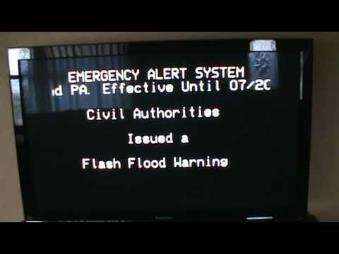 EMERGENCY ALERT SYSTEM
d PA. Effective Until 07/20
Civil Authorities
Issued a
Flash Flood Warning